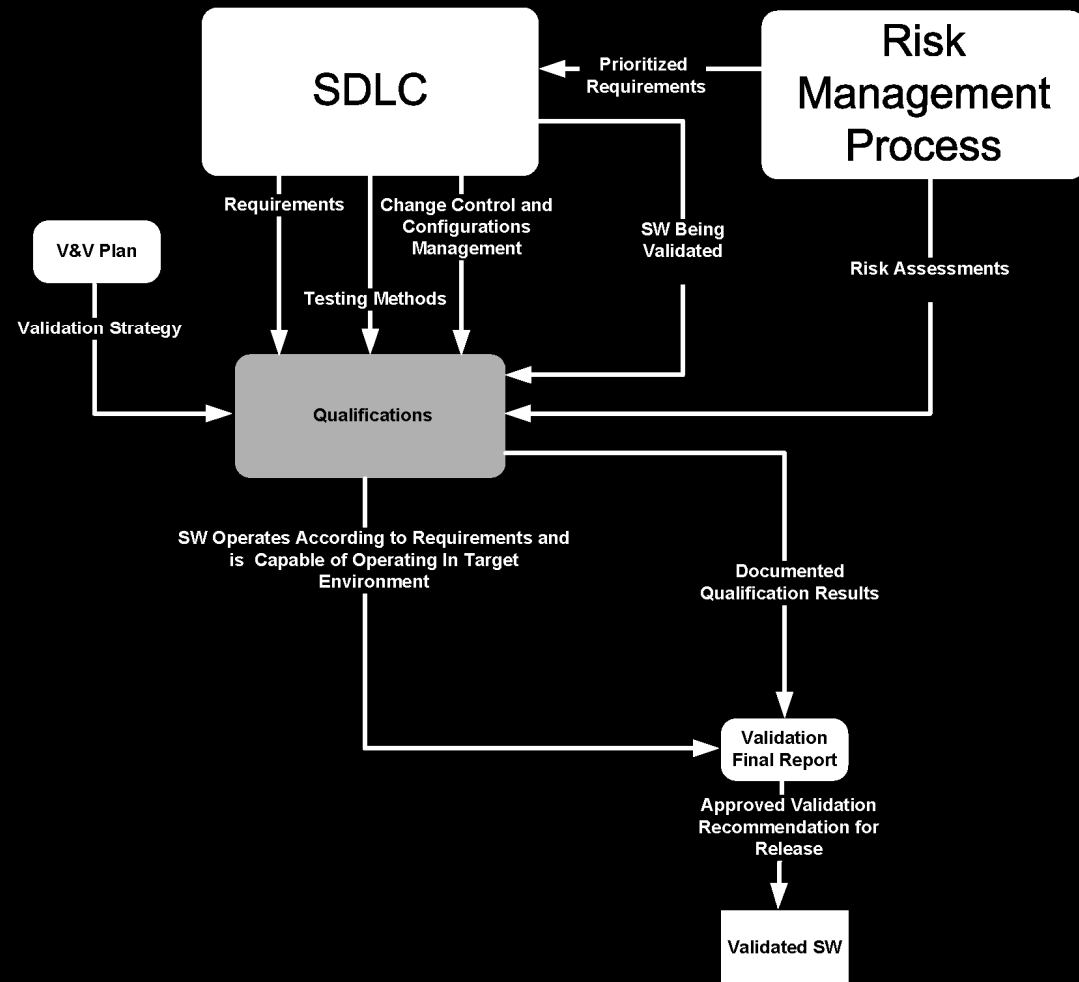 SDLC
Risk
Management
Process
Prioritized
Requirements
Requirements
Change Control and
Configurations
Management
SW Being
Validated
V&V Plan
Risk Assessments
Testing Methods
Validation Strategy
Qualifications
SW Operates According to Requirements and
is Capable of Operating In Target
Environment
Documented
Qualification Results
Validation
Final Report
Approved Validation
Recommendation for
Release
Validated SW